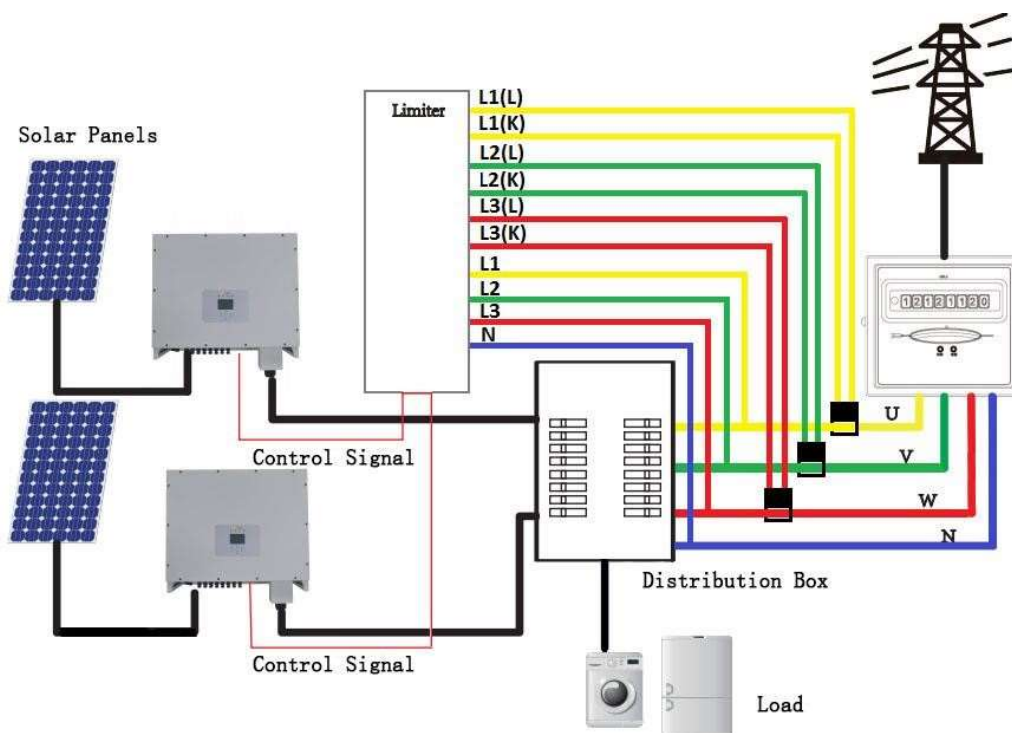 Solar Panels
Limiter
L1(L)
L1(K)
L2(L)
L2(K)
L3(L)
L3(K)
L1
L2
L3
N
12121120
U
V
W
N
Control Signal
Distribution Box
Control Signal
Load